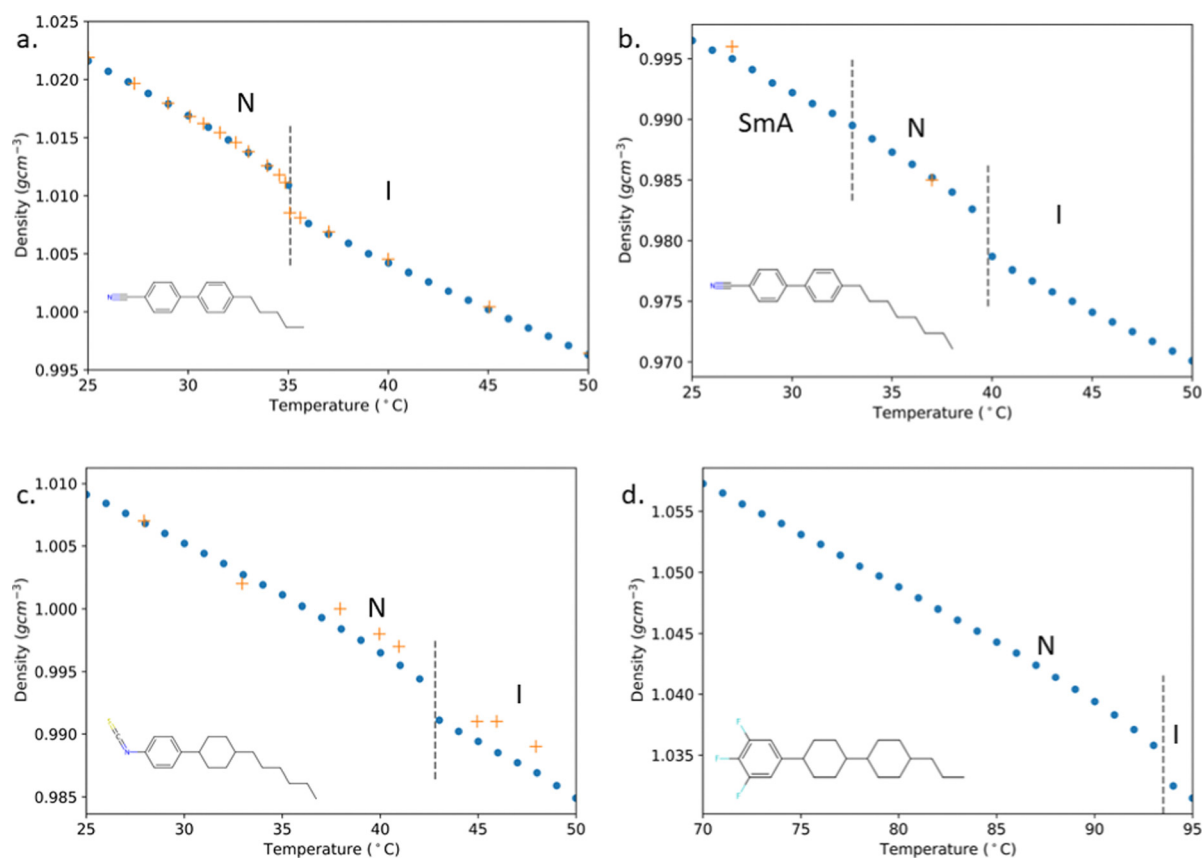 a.
1.025
1.020
1.015
1.010
1.005
1.000
0.995
Density (gcm⁻³)
N
I
N
25 30 35 40 45 50
Temperature (°C)
b.
0.995
0.990
0.985
0.980
0.975
0.970
Density (gcm⁻³)
SmA
N
I
N
25 30 35 40 45 50
Temperature (°C)
c.
1.010
1.005
1.000
0.995
0.990
0.985
Density (gcm⁻³)
N
I
S
C
N
25 30 35 40 45 50
Temperature (°C)
d.
1.055
1.050
1.045
1.040
1.035
Density (gcm⁻³)
N
I
F
F
F
70 75 80 85 90 95
Temperature (°C)